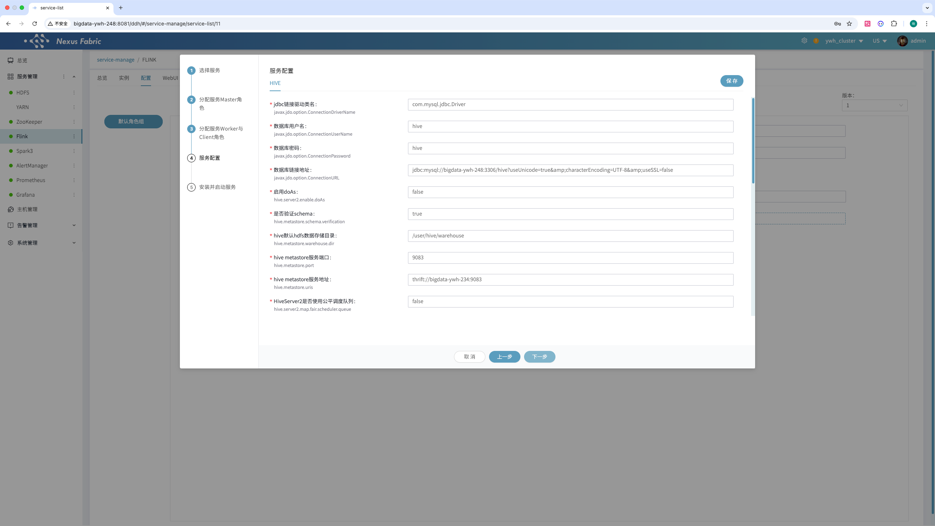 service-list
不安全
bigdata-ywh-248:8081/ddh/#/service-manage/service-list/11
Nexus Fabric
ywh_cluster
US
admin
总览
服务管理
HDFS
YARN
ZooKeeper
Flink
Spark3
AlertManager
Prometheus
Grafana
主机管理
告警管理
系统管理
service-manage / FLINK
总览
实例
配置
WebUI
默认角色组
版本:
1
1 选择服务
2 分配服务Master角
色
3 分配服务Worker与
Client角色
4 服务配置
5 安装并启动服务
服务配置
HIVE
保 存
* jdbc链接驱动类名:
javax.jdo.option.ConnectionDriverName
com.mysql.jdbc.Driver
* 数据库用户名:
javax.jdo.option.ConnectionUserName
hive
* 数据库密码:
javax.jdo.option.ConnectionPassword
hive
* 数据库链接地址:
javax.jdo.option.ConnectionURL
jdbc:mysql://bigdata-ywh-248:3306/hive?useUnicode=true&amp;characterEncoding=UTF-8&amp;useSSL=false
* 启用doAs:
hive.server2.enable.doAs
false
* 是否验证schema:
hive.metastore.schema.verification
true
* hive默认hdfs数据存储目录:
hive.metastore.warehouse.dir
/user/hive/warehouse
* hive metastore服务端口:
hive.metastore.port
9083
* hive metastore服务地址:
hive.metastore.uris
thrift://bigdata-ywh-234:9083
* HiveServer2是否使用公平调度队列:
hive.server2.map.fair.scheduler.queue
false
取 消
上一步
下一步